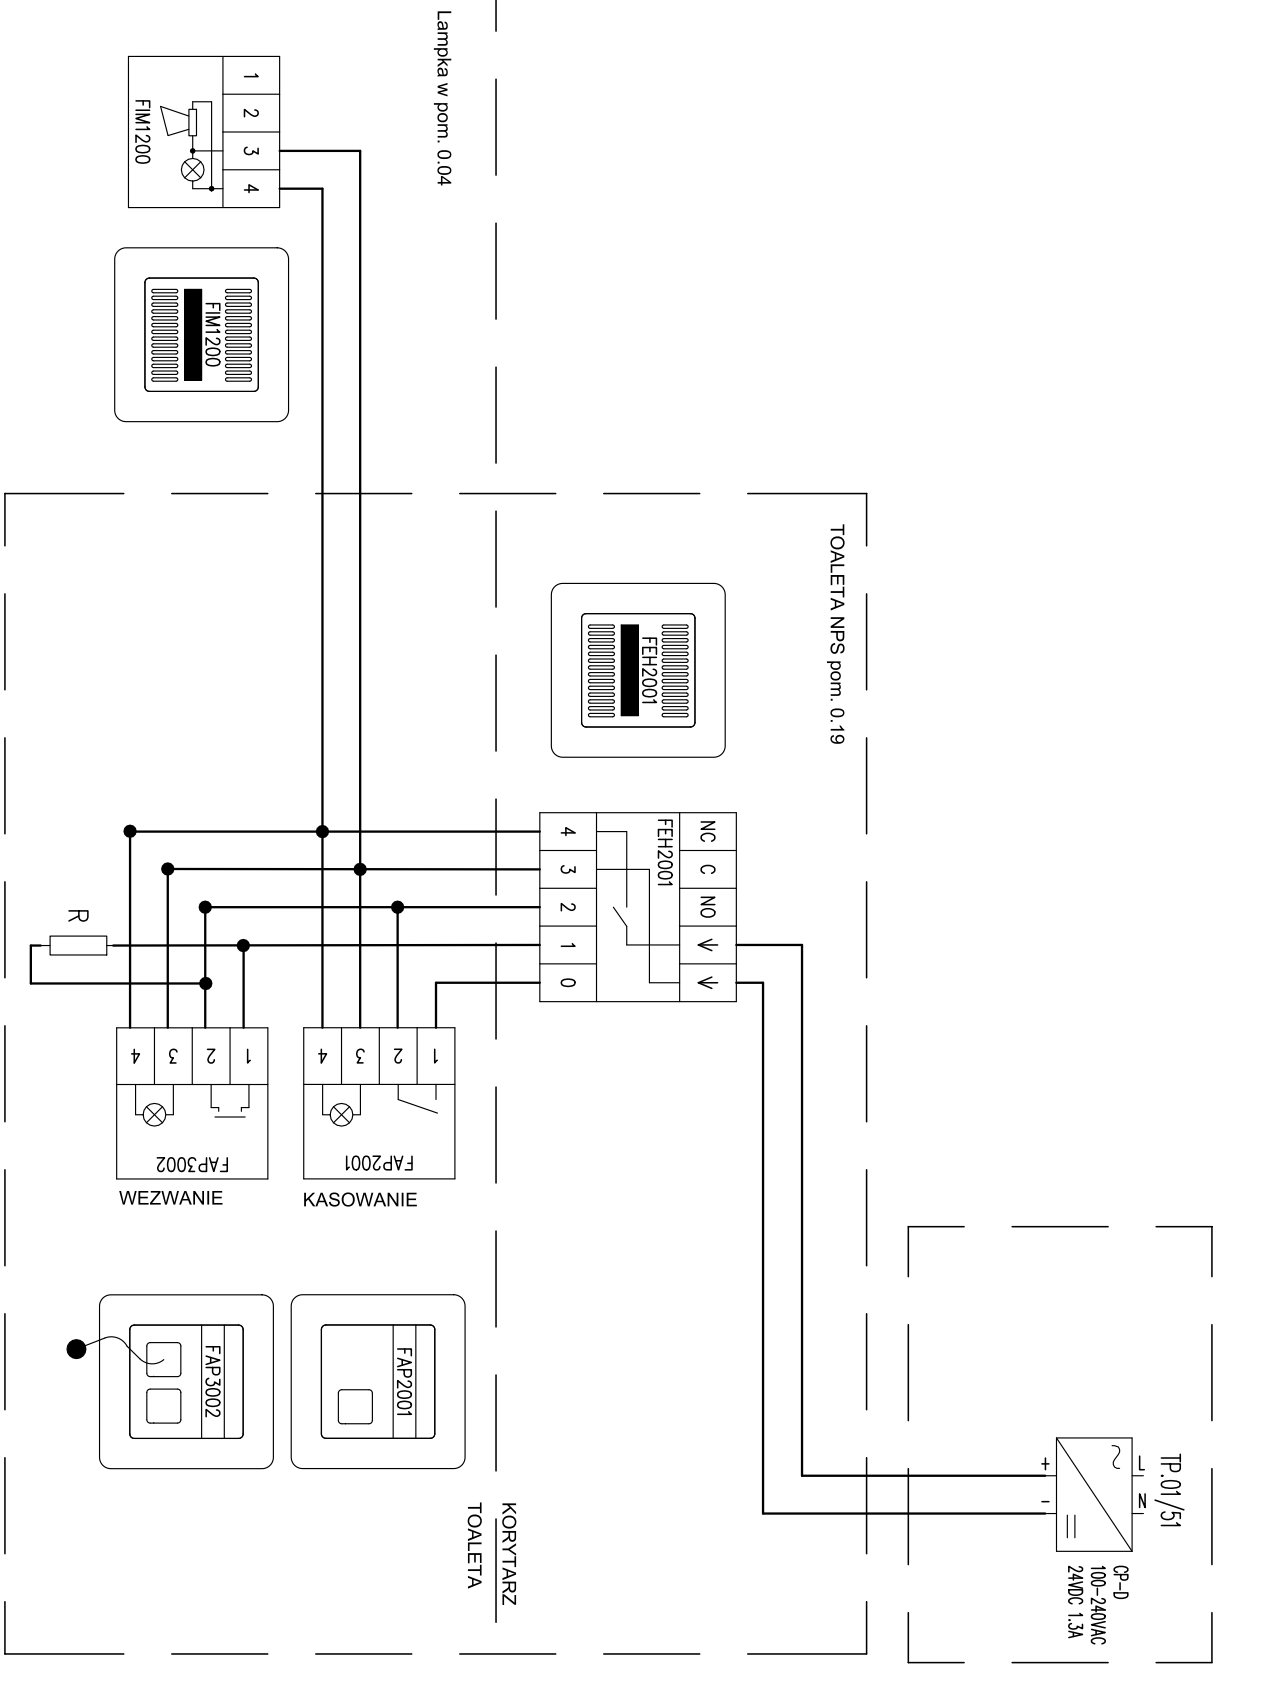 TP.01/51
L
N
+
-
CP-D
100-240VAC
24VDC 1.3A
TOALETA NPS pom. 0.19
FEH2001
NC
C
NO
FEH2001
4
3
2
1
0
Lampka w pom. 0.04
1
2
3
4
FIM1200
FIM1200
R
4
3
2
1
FAP3002
WEZWANIE
4
3
2
1
FAP2001
KASOWANIE
FAP3002
FAP2001
KORYTARZ
TOALETA